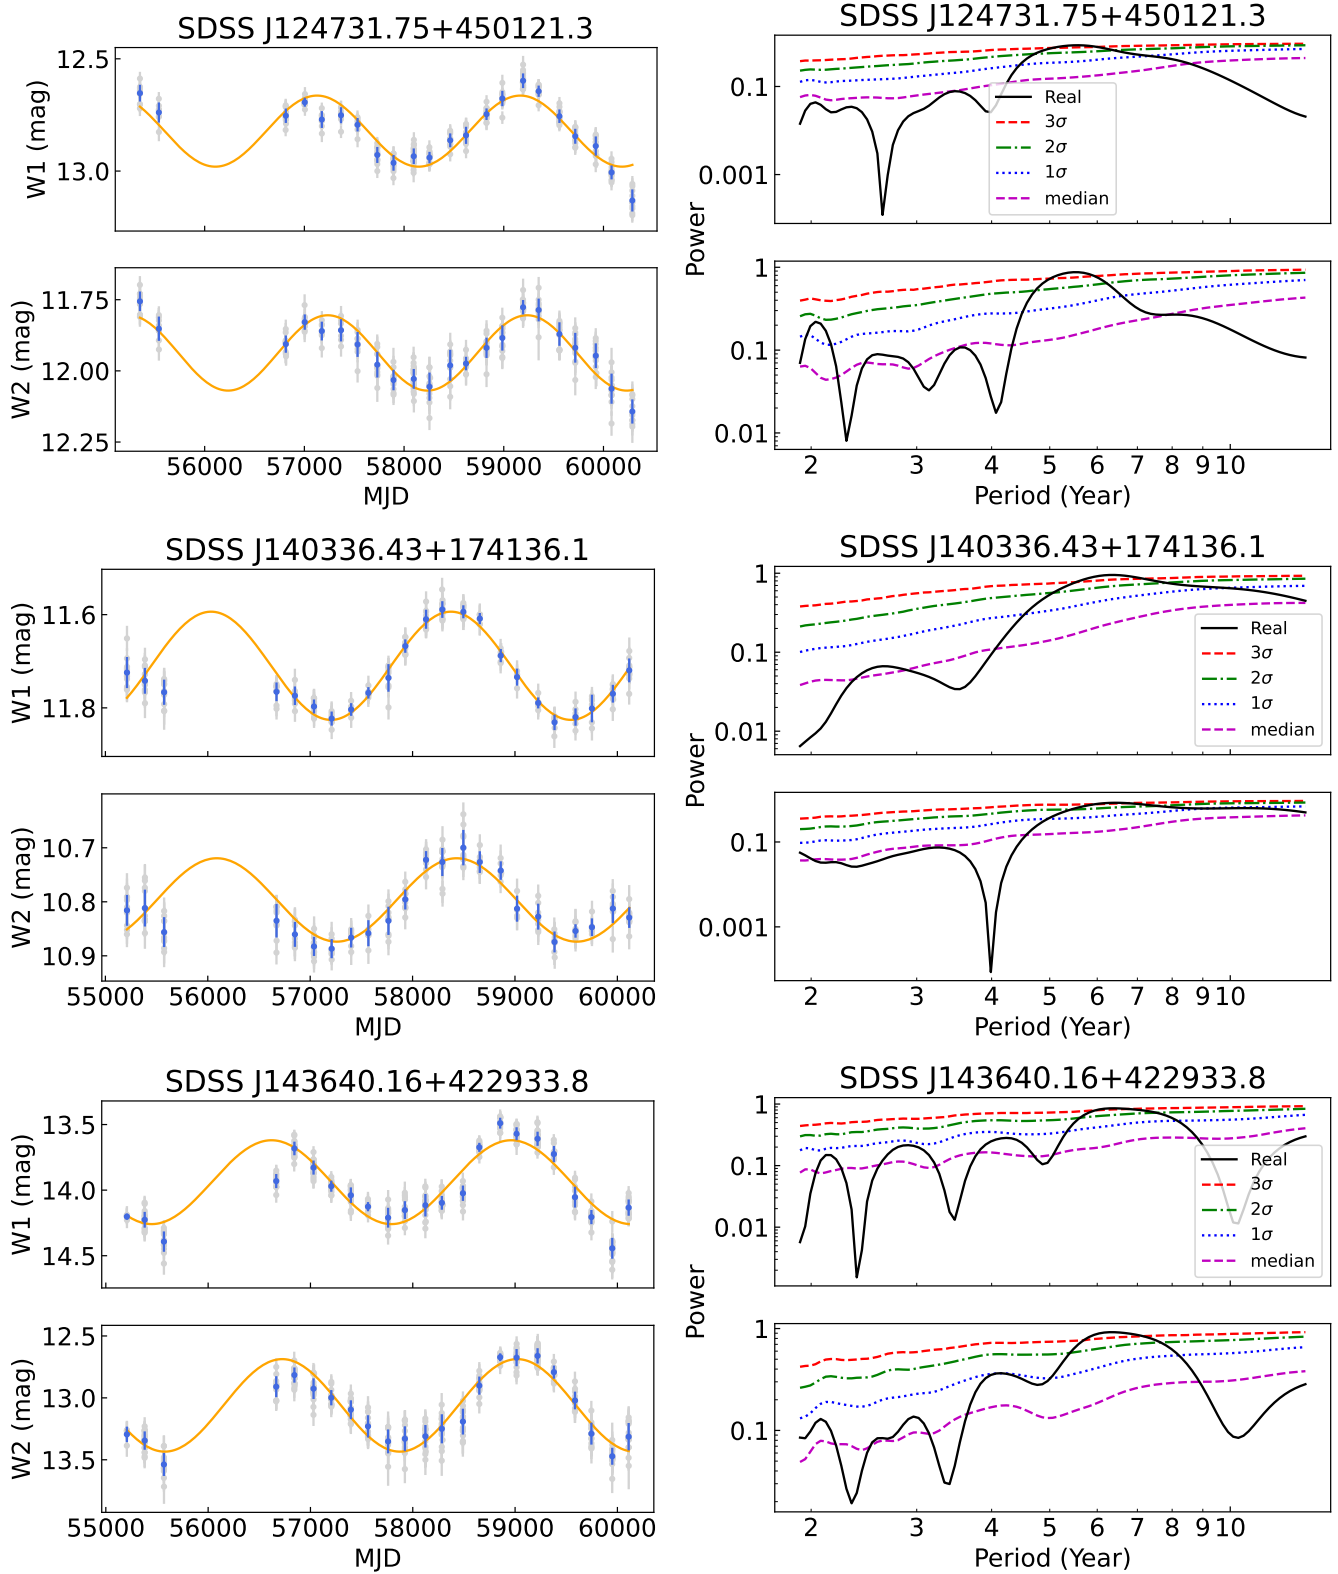 SDSS J124731.75+450121.3
12.5
13.0
W1 (mag)
11.75
12.00
12.25
W2 (mag)
56000 57000 58000 59000 60000
MJD
SDSS J124731.75+450121.3
0.1
0.001
Real
3σ
2σ
1σ
median
Power
1
0.1
0.01
2 3 4 5 6 7 8 9 10
Period (Year)
SDSS J140336.43+174136.1
11.6
11.8
W1 (mag)
10.7
10.8
10.9
W2 (mag)
55000 56000 57000 58000 59000 60000
MJD
SDSS J140336.43+174136.1
1
0.1
0.01
Real
3σ
2σ
1σ
median
Power
0.1
0.001
2 3 4 5 6 7 8 9 10
Period (Year)
SDSS J143640.16+422933.8
13.5
14.0
14.5
W1 (mag)
12.5
13.0
13.5
W2 (mag)
55000 56000 57000 58000 59000 60000
MJD
SDSS J143640.16+422933.8
1
0.1
0.01
Real
3σ
2σ
1σ
median
Power
1
0.1
2 3 4 5 6 7 8 9 10
Period (Year)